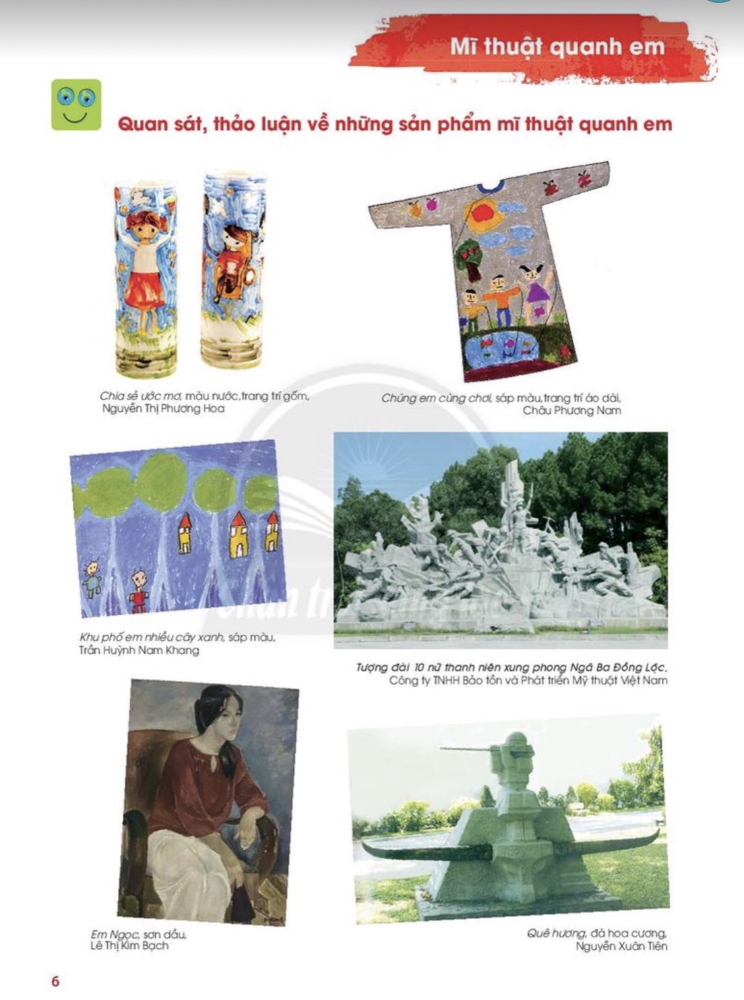 Mĩ thuật quanh em
Quan sát, thảo luận về những sản phẩm mĩ thuật quanh em
Chia sẻ ước mơ, màu nước,trang trí gốm,
Nguyễn Thị Phương Hoa
Chúng em cùng chơi, sáp màu,trang trí áo dài,
Châu Phương Nam
Khu phố em nhiều cây xanh, sáp màu,
Trần Huỳnh Nam Khang
Tượng đài 10 nữ thanh niên xung phong Ngã Ba Đồng Lộc,
Công ty TNHH Bảo tồn và Phát triển Mỹ thuật Việt Nam
Em Ngọc, sơn dầu,
Lê Thị Kim Bạch
Quê hương, đá hoa cương,
Nguyễn Xuân Tiên
6